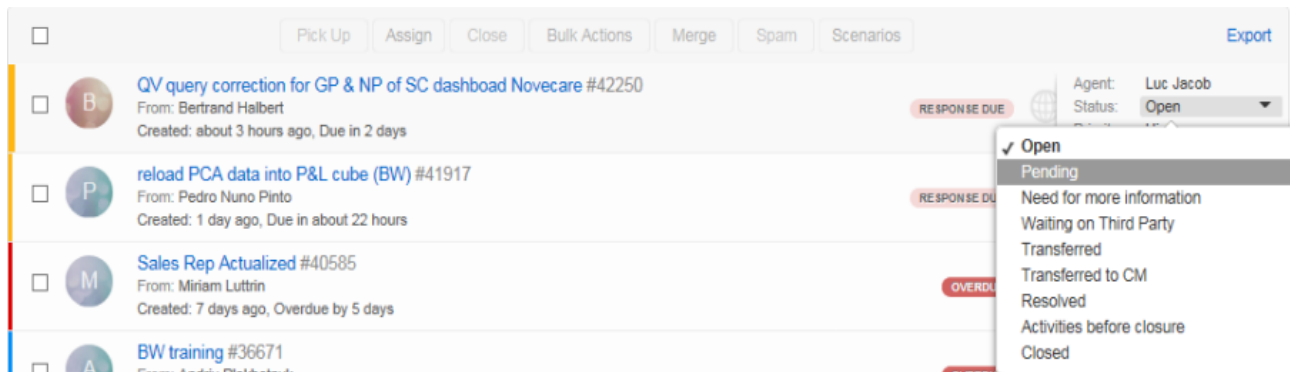 Pick Up Assign Close Bulk Actions Merge Spam Scenarios Export
B
QV query correction for GP & NP of SC dashboad Novecare #42250
From: Bertrand Halbert
Created: about 3 hours ago, Due in 2 days
RESPONSE DUE
Agent: Luc Jacob
Status: Open
P
reload PCA data into P&L cube (BW) #41917
From: Pedro Nuno Pinto
Created: 1 day ago, Due in about 22 hours
RESPONSE DU
M
Sales Rep Actualized #40585
From: Miriam Luttrin
Created: 7 days ago, Overdue by 5 days
OVERDU
A
BW training #36671
✓ Open
Pending
Need for more information
Waiting on Third Party
Transferred
Transferred to CM
Resolved
Activities before closure
Closed